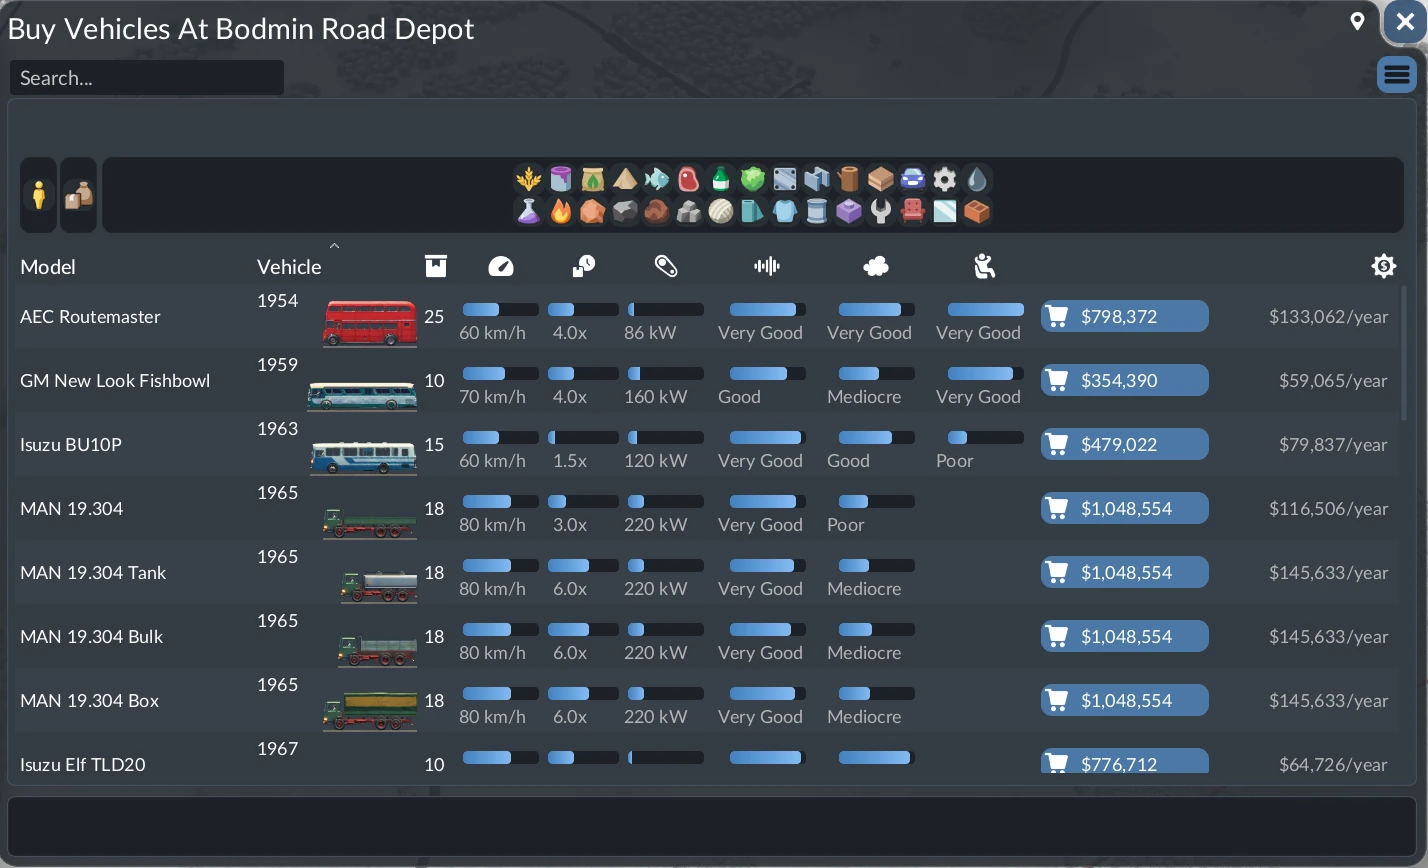 Buy Vehicles At Bodmin Road Depot
Search...
Model Vehicle
1954
AEC Routemaster 25 $798,372 $133,062/year
60 km/h 4.0x 86 kW Very Good Very Good Very Good
1959
GM New Look Fishbowl 10 $354,390 $59,065/year
70 km/h 4.0x 160 kW Good Mediocre Very Good
1963
Isuzu BU10P 15 $479,022 $79,837/year
60 km/h 1.5x 120 kW Very Good Good Poor
1965
MAN 19.304 18 $1,048,554 $116,506/year
80 km/h 3.0x 220 kW Very Good Poor
1965
MAN 19.304 Tank 18 $1,048,554 $145,633/year
80 km/h 6.0x 220 kW Very Good Mediocre
1965
MAN 19.304 Bulk 18 $1,048,554 $145,633/year
80 km/h 6.0x 220 kW Very Good Mediocre
1965
MAN 19.304 Box 18 $1,048,554 $145,633/year
80 km/h 6.0x 220 kW Very Good Mediocre
1967
Isuzu Elf TLD20 10 $776,712 $64,726/year